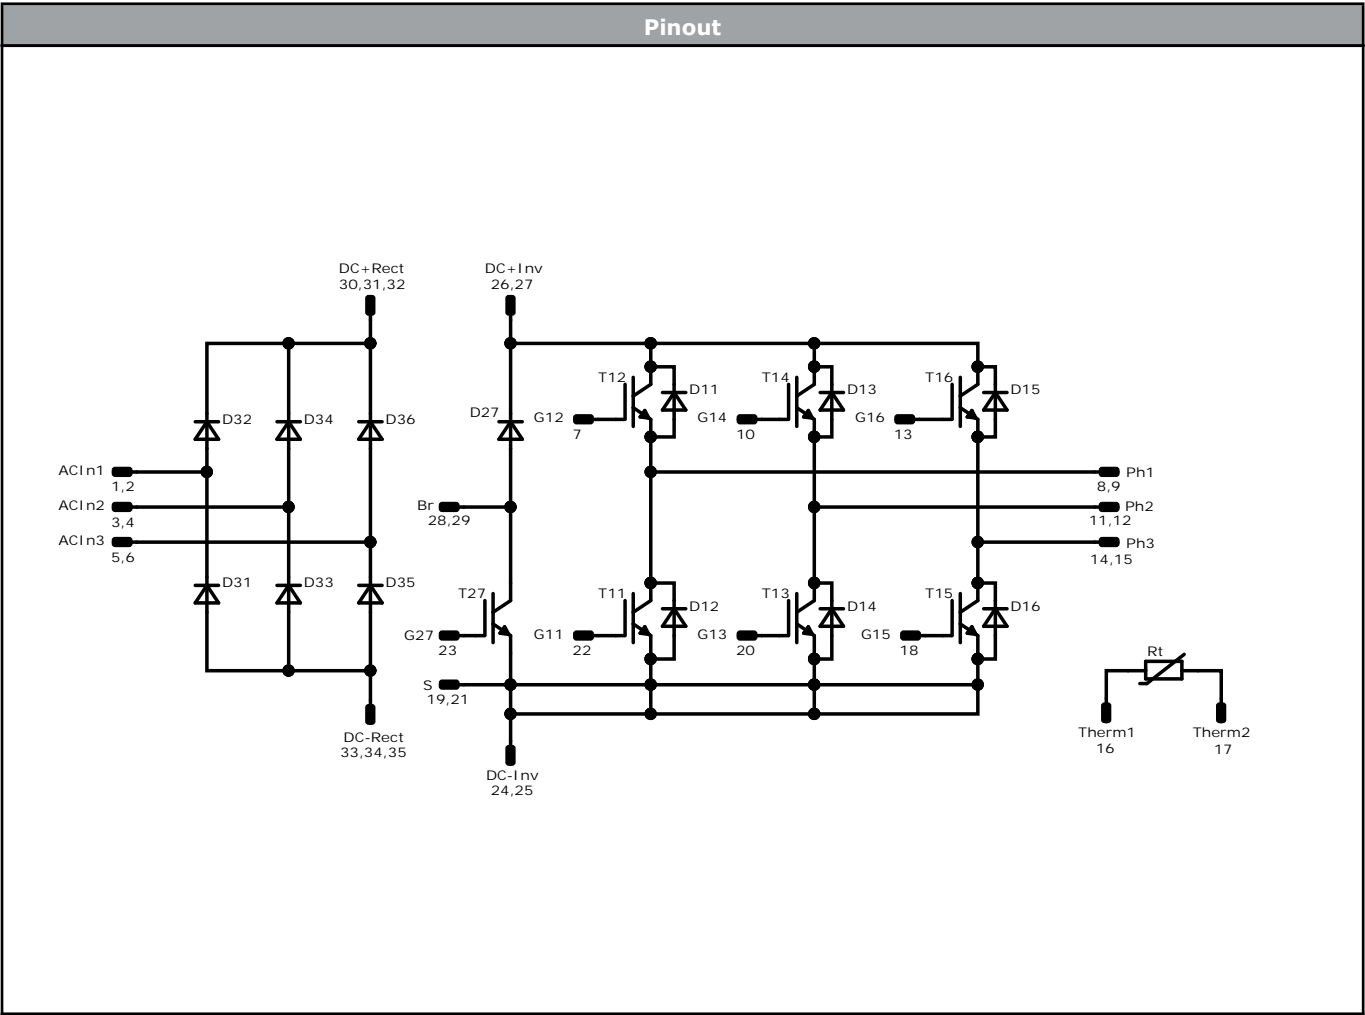 Pinout
DC+Rect
30,31,32
DC+Inv
26,27
T12
D11
T14
D13
T16
D15
D32
D34
D36
D27
G12
7
G14
10
G16
13
ACIn1
1,2
ACIn2
3,4
ACIn3
5,6
Br
28,29
Ph1
8,9
Ph2
11,12
Ph3
14,15
D31
D33
D35
T27
G27
23
T11
D12
G11
22
T13
D14
G13
20
T15
D16
G15
18
S
19,21
Rt
Therm1
16
Therm2
17
DC-Rect
33,34,35
DC-Inv
24,25